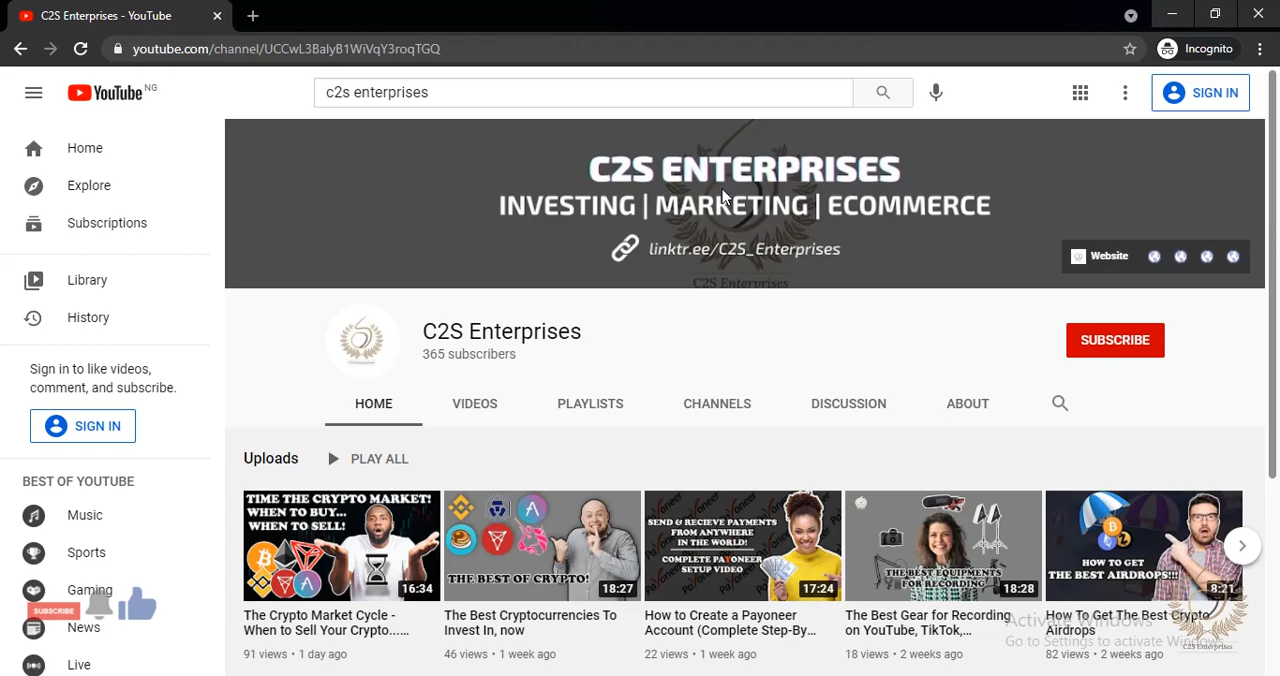 C2S Enterprises - YouTube
youtube.com/channel/UCCwL3BalyB1WiVqY3roqTGQ
Incognito
YouTube NG
c2s enterprises
SIGN IN
Home
Explore
Subscriptions
Library
History
Sign in to like videos,
comment, and subscribe.
SIGN IN
BEST OF YOUTUBE
Music
Sports
Gaming
SUBSCRIBE
News
Live
C2S ENTERPRISES
INVESTING | MARKETING | ECOMMERCE
linktr.ee/C2S_Enterprises
C2S Enterprises
Website
C2S Enterprises
365 subscribers
SUBSCRIBE
HOME
VIDEOS
PLAYLISTS
CHANNELS
DISCUSSION
ABOUT
Uploads
PLAY ALL
TIME THE CRYPTO MARKET!
WHEN TO BUY...
WHEN TO SELL!
16:34
The Crypto Market Cycle -
When to Sell Your Crypto......
91 views • 1 day ago
THE BEST OF CRYPTO!
18:27
The Best Cryptocurrencies To
Invest In, now
46 views • 1 week ago
SEND & RECIEVE PAYMENTS
FROM ANYWHERE
IN THE WORLD!
COMPLETE PAYONEER
SETUP VIDEO
17:24
How to Create a Payoneer
Account (Complete Step-By...
22 views • 1 week ago
THE BEST EQUIPMENTS
FOR RECORDING
18:28
The Best Gear for Recording
on YouTube, TikTok,...
18 views • 2 weeks ago
HOW TO GET
THE BEST AIRDROPS!!!
8:21
How To Get The Best Crypto
Airdrops
82 views • 2 weeks ago
Activate Windows
Go to Settings to activate Windows.
C2S Enterprises